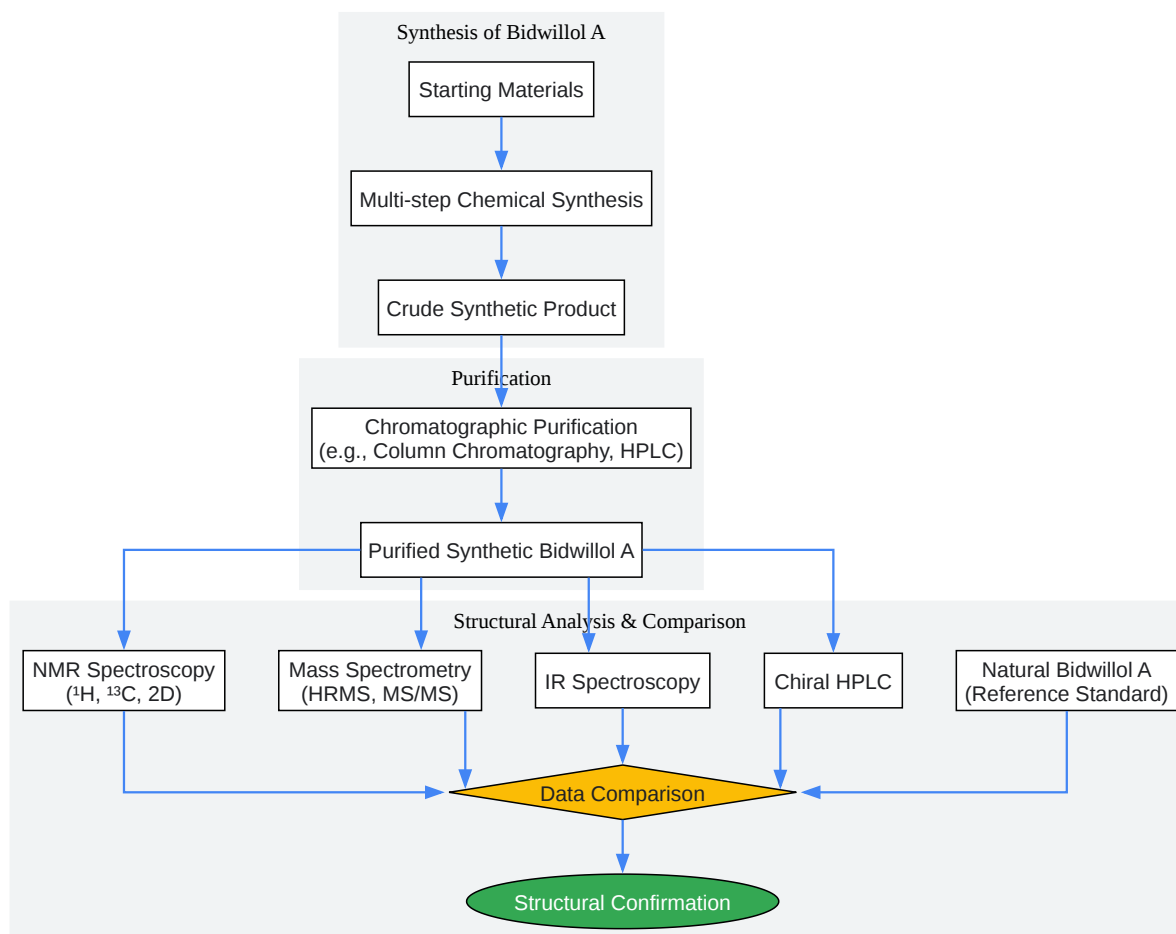 Synthesis of Bidwillol A
Starting Materials
Multi-step Chemical Synthesis
Crude Synthetic Product
Purification
Chromatographic Purification
(e.g., Column Chromatography, HPLC)
Purified Synthetic Bidwillol A
Structural Analysis & Comparison
NMR Spectroscopy
(¹H, ¹³C, 2D)
Mass Spectrometry
(HRMS, MS/MS)
IR Spectroscopy
Chiral HPLC
Natural Bidwillol A
(Reference Standard)
Data Comparison
Structural Confirmation